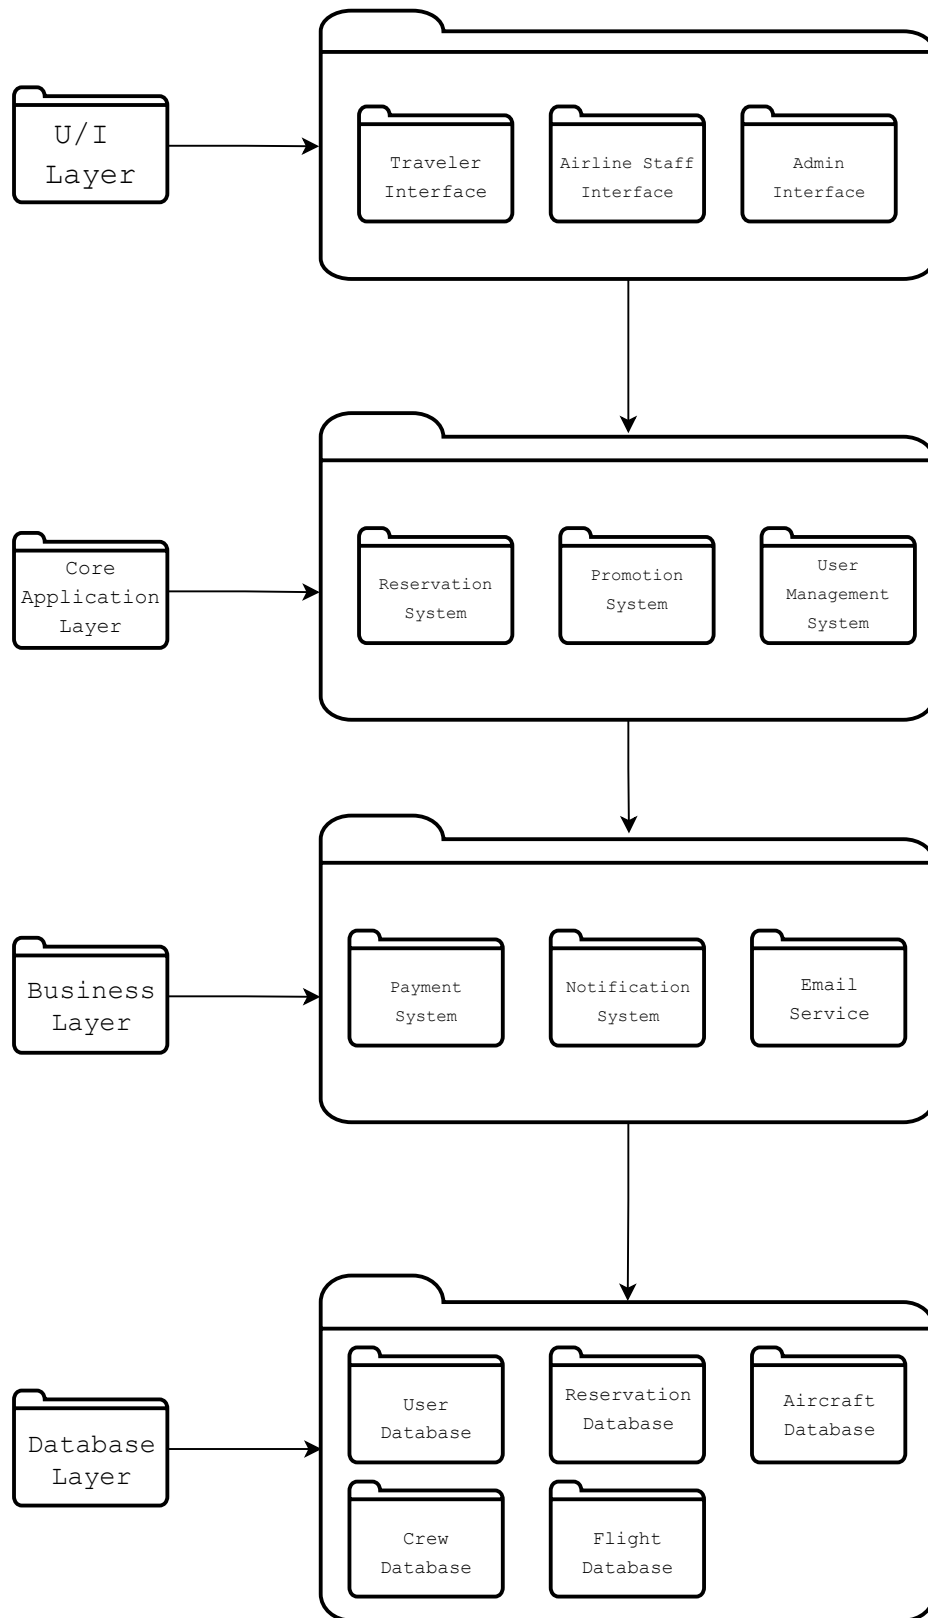 U/I
Layer
Traveler
Interface
Airline Staff
Interface
Admin
Interface
Core
Application
Layer
Reservation
System
Promotion
System
User
Management
System
Business
Layer
Payment
System
Notification
System
Email
Service
Database
Layer
User
Database
Reservation
Database
Aircraft
Database
Crew
Database
Flight
Database